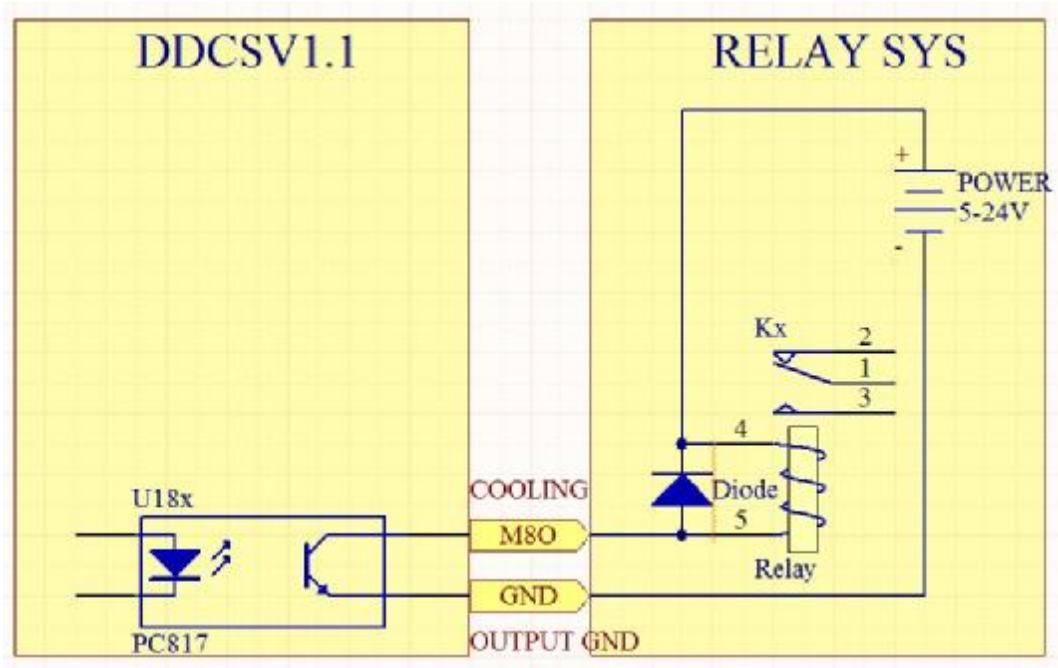 DDCSV1.1
RELAY SYS
+
POWER
5-24V
-
Kx
2
1
3
4
Diode
5
Relay
COOLING
M8O
GND
OUTPUT GND
U18x
PC817